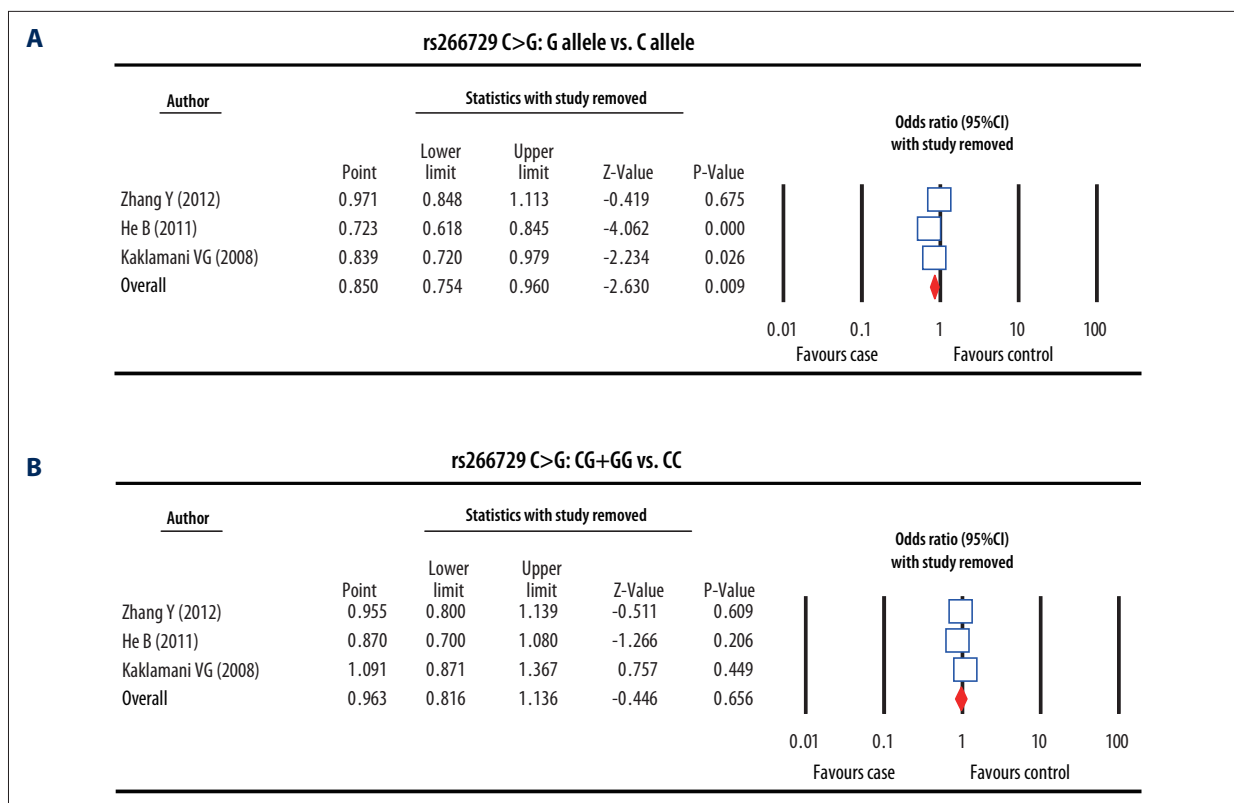 A
rs266729 C>G: G allele vs. C allele
Author Statistics with study removed
Odds ratio (95%CI)
with study removed
Lower Upper
Point limit limit Z-Value P-Value
Zhang Y (2012) 0.971 0.848 1.113 -0.419 0.675
He B (2011) 0.723 0.618 0.845 -4.062 0.000
Kaklamani VG (2008) 0.839 0.720 0.979 -2.234 0.026
Overall 0.850 0.754 0.960 -2.630 0.009
0.01 0.1 1 10 100
Favours case Favours control
B
rs266729 C>G: CG+GG vs. CC
Author Statistics with study removed
Odds ratio (95%CI)
with study removed
Lower Upper
Point limit limit Z-Value P-Value
Zhang Y (2012) 0.955 0.800 1.139 -0.511 0.609
He B (2011) 0.870 0.700 1.080 -1.266 0.206
Kaklamani VG (2008) 1.091 0.871 1.367 0.757 0.449
Overall 0.963 0.816 1.136 -0.446 0.656
0.01 0.1 1 10 100
Favours case Favours control